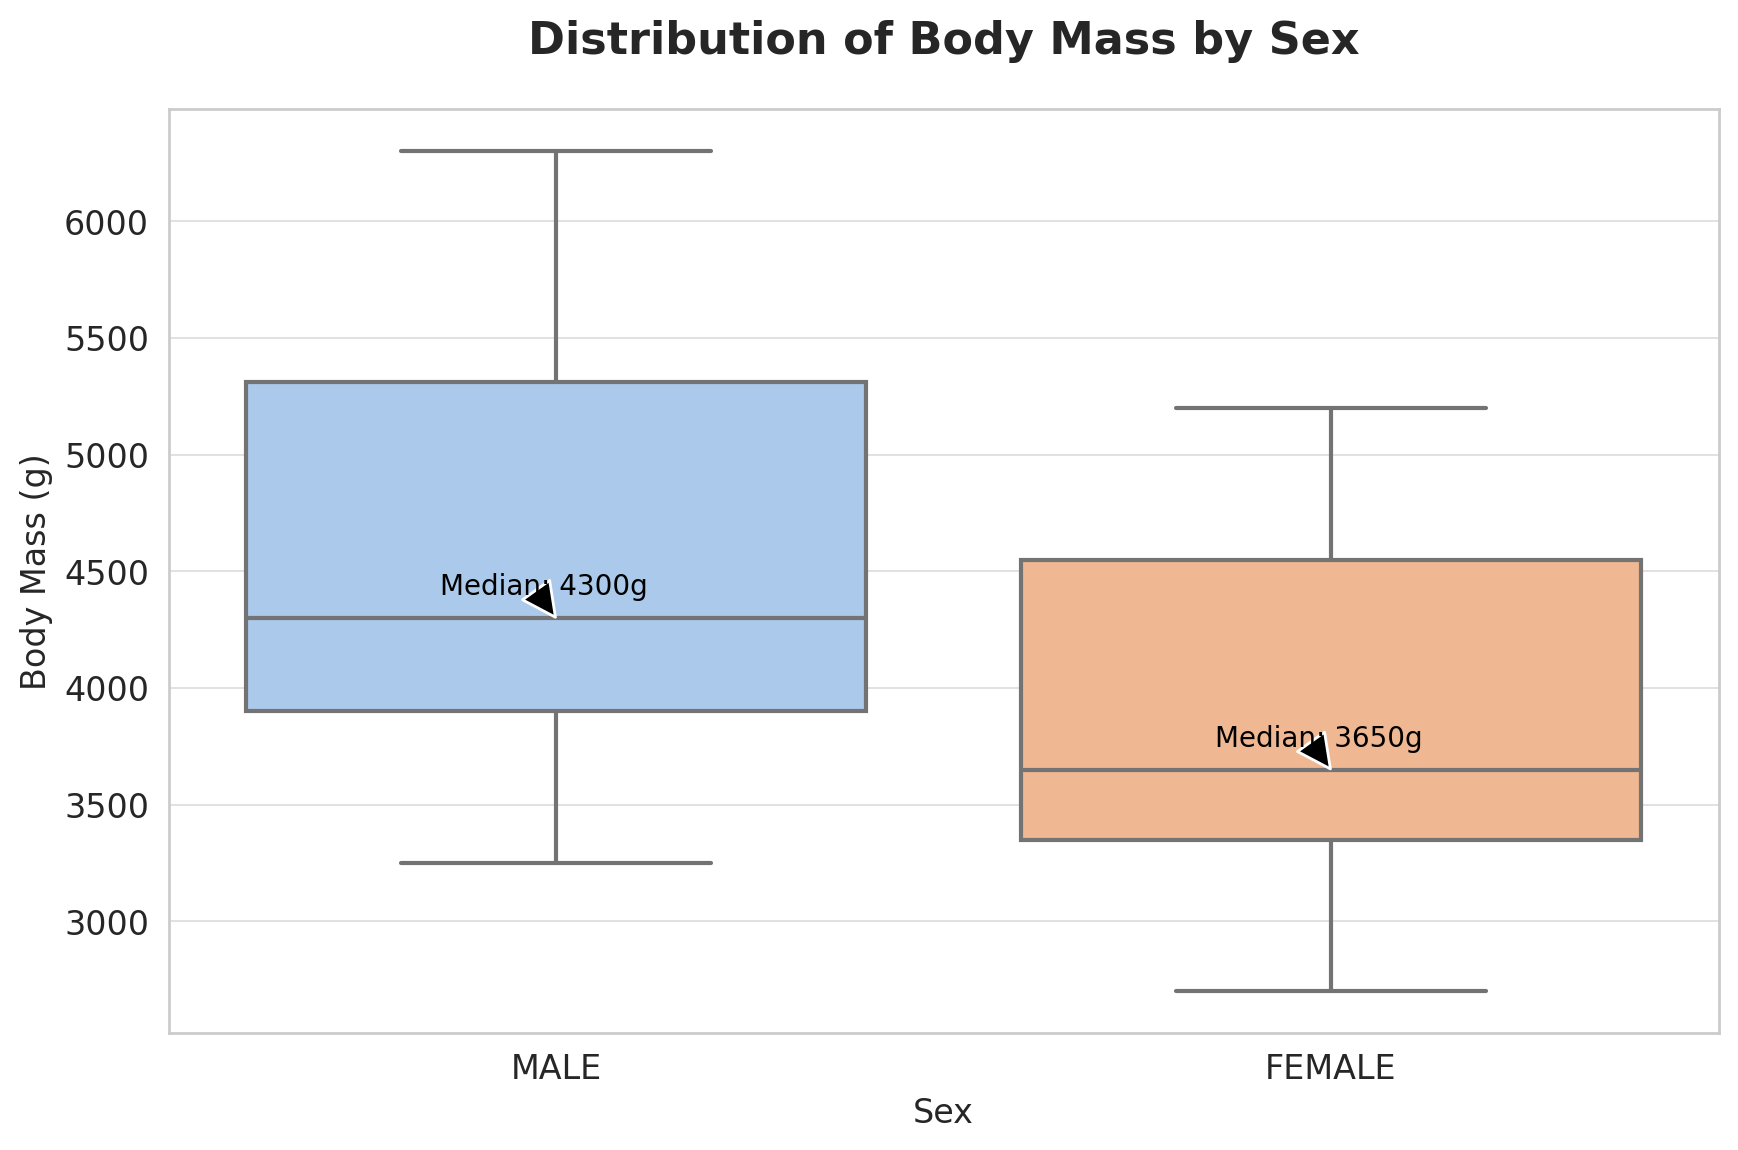 Distribution of Body Mass by Sex
Body Mass (g)
6000
5500
5000
4500
4000
3500
3000
Median: 4300g
Median: 3650g
MALE
FEMALE
Sex